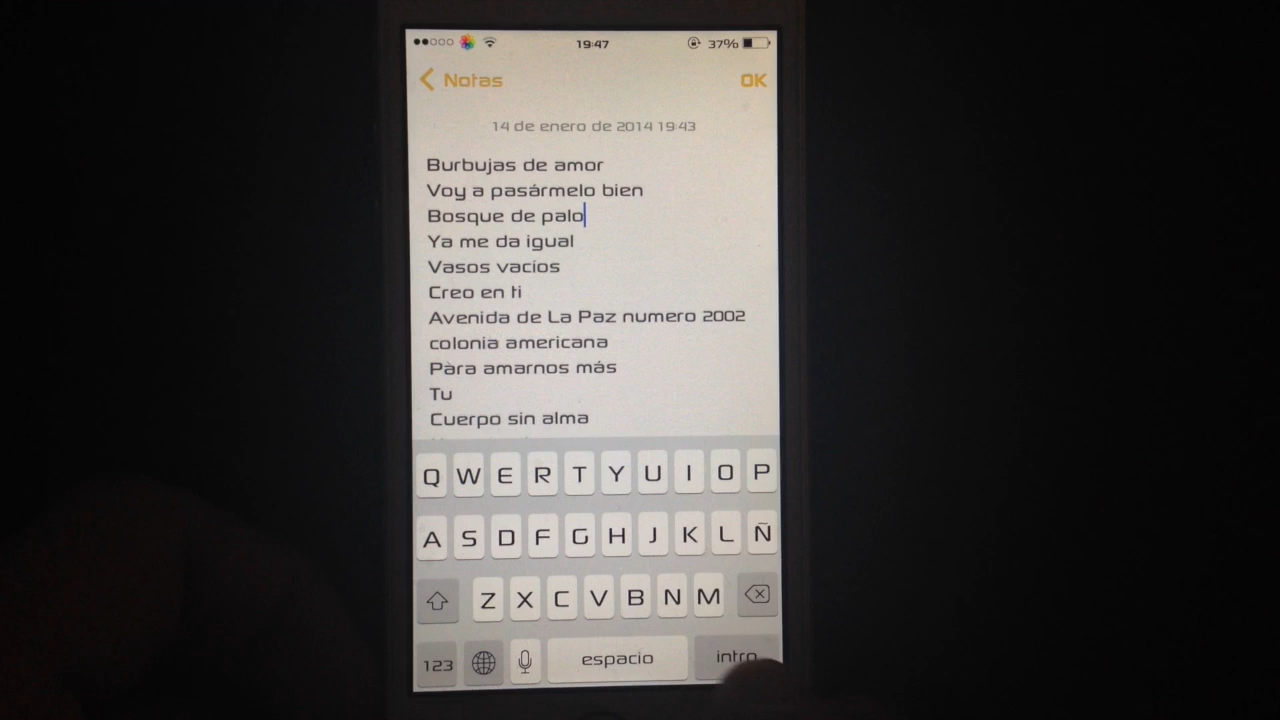 19:47
37%
Notas
OK
14 de enero de 2014 19:43
Burbujas de amor
Voy a pasármelo bien
Bosque de palo
Ya me da igual
Vasos vacíos
Creo en ti
Avenida de La Paz numero 2002
colonia americana
Pàra amarnos más
Tu
Cuerpo sin alma
Q W E R T Y U I O P
A S D F G H J K L Ñ
Z X C V B N M
123 espacio intro